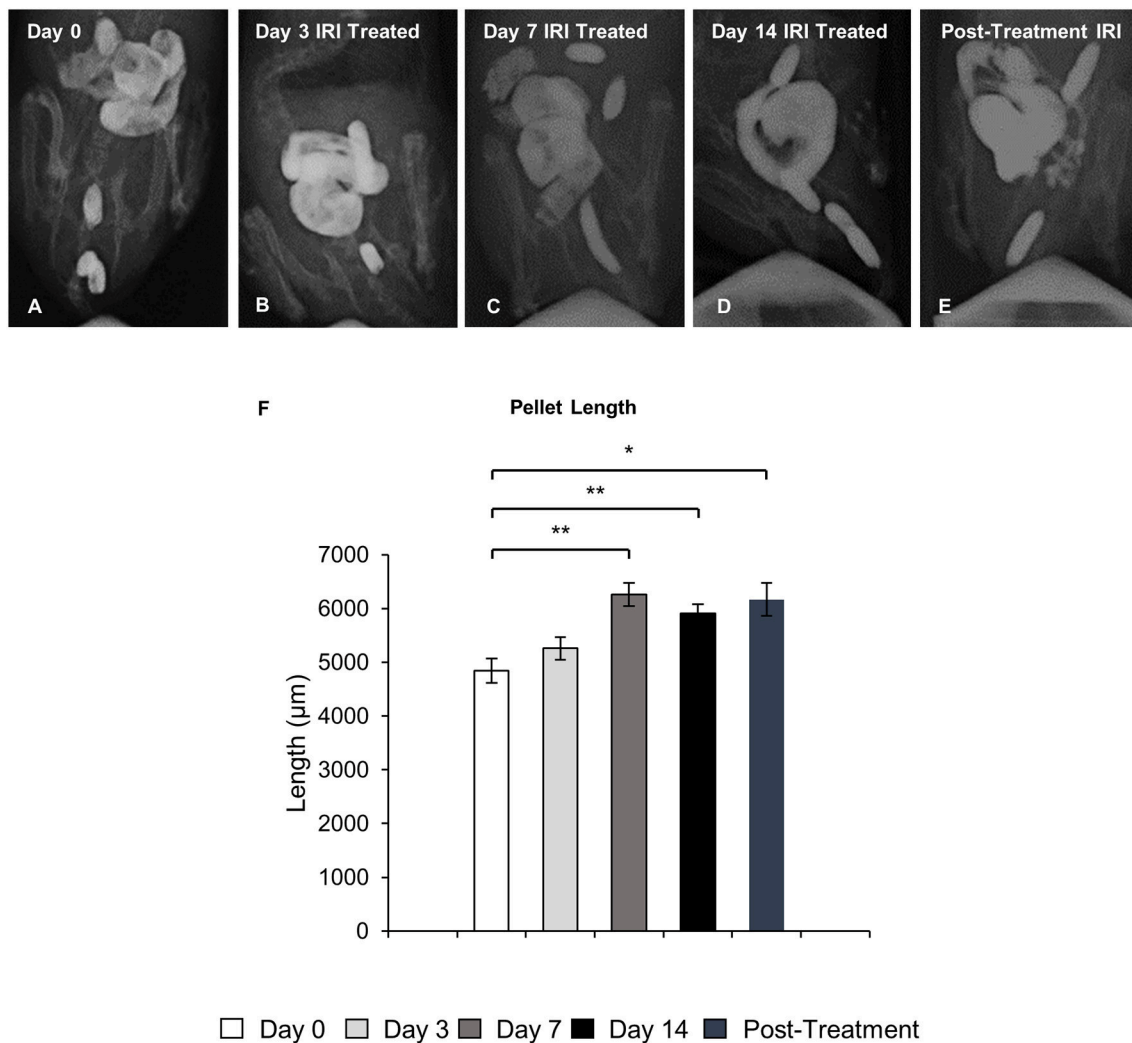 Day 0
Day 3 IRI Treated
Day 7 IRI Treated
Day 14 IRI Treated
Post-Treatment IRI
A
B
C
D
E
F
Pellet Length
*
**
**
7000
6000
5000
4000
3000
2000
1000
0
Length (µm)
Day 0
Day 3
Day 7
Day 14
Post-Treatment